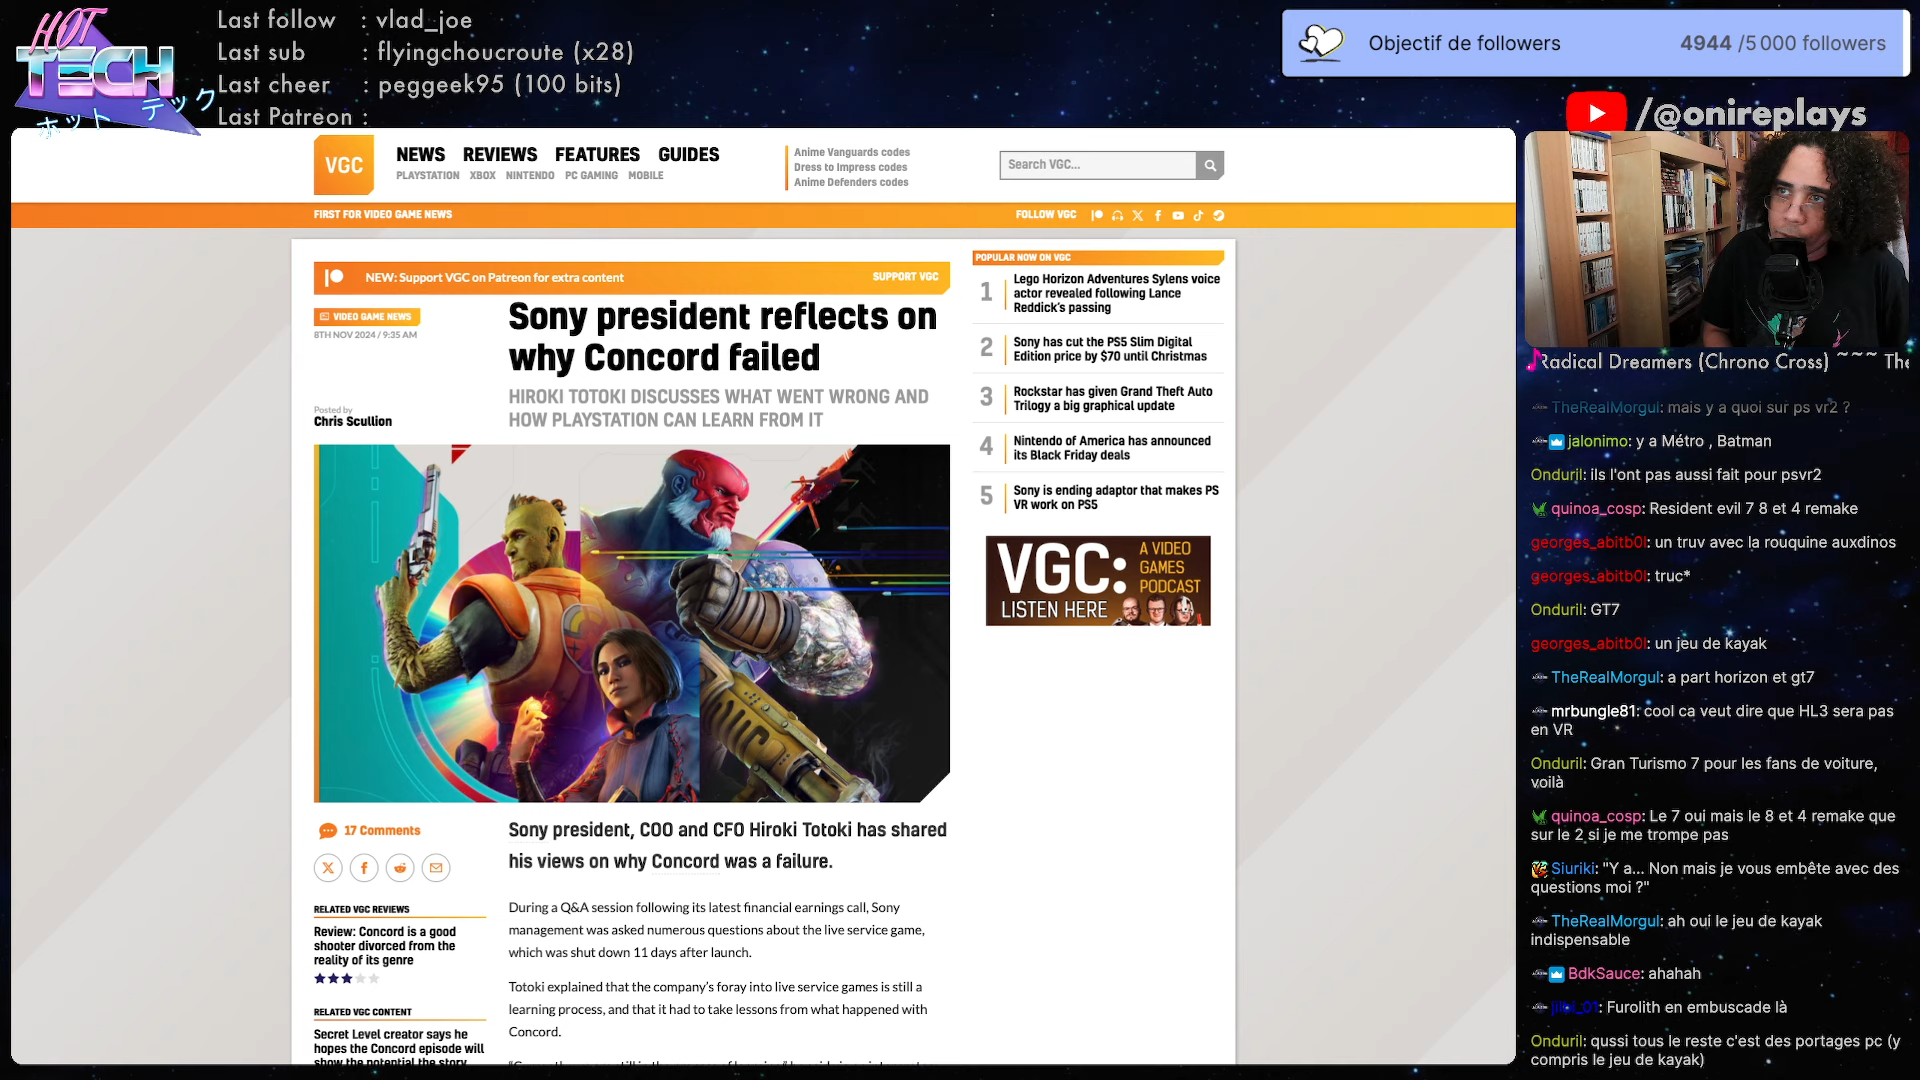 HOT
TECH
ホット テック
Last follow : vlad_joe
Last sub : flyingchoucroute (x28)
Last cheer : peggeek95 (100 bits)
Last Patreon :
Objectif de followers
4944 /5 000 followers
/@onireplays
VGC
NEWS REVIEWS FEATURES GUIDES
PLAYSTATION XBOX NINTENDO PC GAMING MOBILE
Anime Vanguards codes
Dress to Impress codes
Anime Defenders codes
Search VGC...
FIRST FOR VIDEO GAME NEWS
FOLLOW VGC
NEW: Support VGC on Patreon for extra content
SUPPORT VGC
VIDEO GAME NEWS
8TH NOV 2024 / 9:35 AM
Sony president reflects on
why Concord failed
HIROKI TOTOKI DISCUSSES WHAT WENT WRONG AND
HOW PLAYSTATION CAN LEARN FROM IT
Posted by
Chris Scullion
17 Comments
RELATED VGC REVIEWS
Review: Concord is a good
shooter divorced from the
reality of its genre
RELATED VGC CONTENT
Secret Level creator says he
hopes the Concord episode will
show the potential the story
Sony president, COO and CFO Hiroki Totoki has shared
his views on why Concord was a failure.
During a Q&A session following its latest financial earnings call, Sony
management was asked numerous questions about the live service game,
which was shut down 11 days after launch.
Totoki explained that the company's foray into live service games is still a
learning process, and that it had to take lessons from what happened with
Concord.
POPULAR NOW ON VGC
1
Lego Horizon Adventures Sylens voice
actor revealed following Lance
Reddick's passing
2
Sony has cut the PS5 Slim Digital
Edition price by $70 until Christmas
3
Rockstar has given Grand Theft Auto
Trilogy a big graphical update
4
Nintendo of America has announced
its Black Friday deals
5
Sony is ending adaptor that makes PS
VR work on PS5
VGC:
A VIDEO
GAMES
PODCAST
LISTEN HERE
Radical Dreamers (Chrono Cross) ~~~ The
TheRealMorgul: mais y a quoi sur ps vr2 ?
jalonimo: y a Métro , Batman
Onduril: ils l'ont pas aussi fait pour psvr2
quinoa_cosp: Resident evil 7 8 et 4 remake
georges_abitb0l: un truv avec la rouquine auxdinos
georges_abitb0l: truc*
Onduril: GT7
georges_abitb0l: un jeu de kayak
TheRealMorgul: a part horizon et gt7
mrbungle81: cool ca veut dire que HL3 sera pas
en VR
Onduril: Gran Turismo 7 pour les fans de voiture,
voilà
quinoa_cosp: Le 7 oui mais le 8 et 4 remake que
sur le 2 si je me trompe pas
Siuriki: "Y a... Non mais je vous embête avec des
questions moi ?"
TheRealMorgul: ah oui le jeu de kayak
indispensable
BdkSauce: ahahah
: Furolith en embuscade là
Onduril: qussi tous le reste c'est des portages pc (y
compris le jeu de kayak)